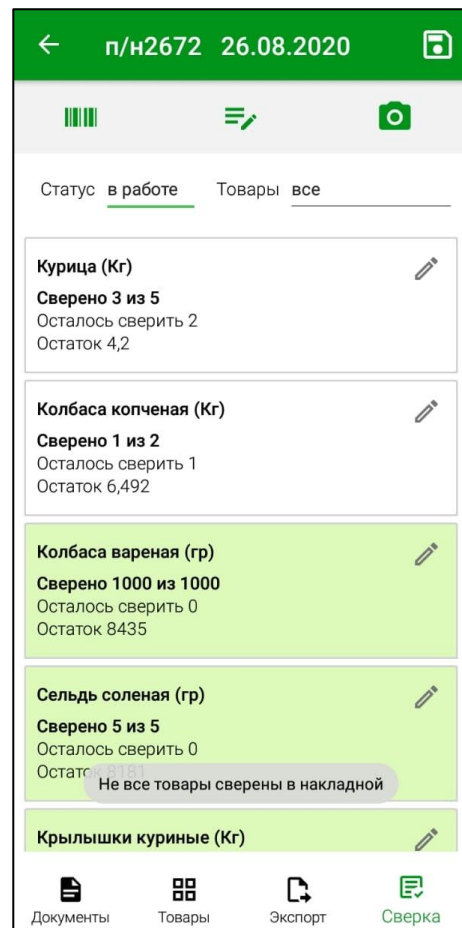 п/н2672 26.08.2020
Статус в работе Товары все
Курица (Кг)
Сверено 3 из 5
Осталось сверить 2
Остаток 4,2
Колбаса копченая (Кг)
Сверено 1 из 2
Осталось сверить 1
Остаток 6,492
Колбаса вареная (гр)
Сверено 1000 из 1000
Осталось сверить 0
Остаток 8435
Сельдь соленая (гр)
Сверено 5 из 5
Осталось сверить 0
Остаток 8181
Не все товары сверены в накладной
Крылышки куриные (Кг)
Документы Товары Экспорт Сверка